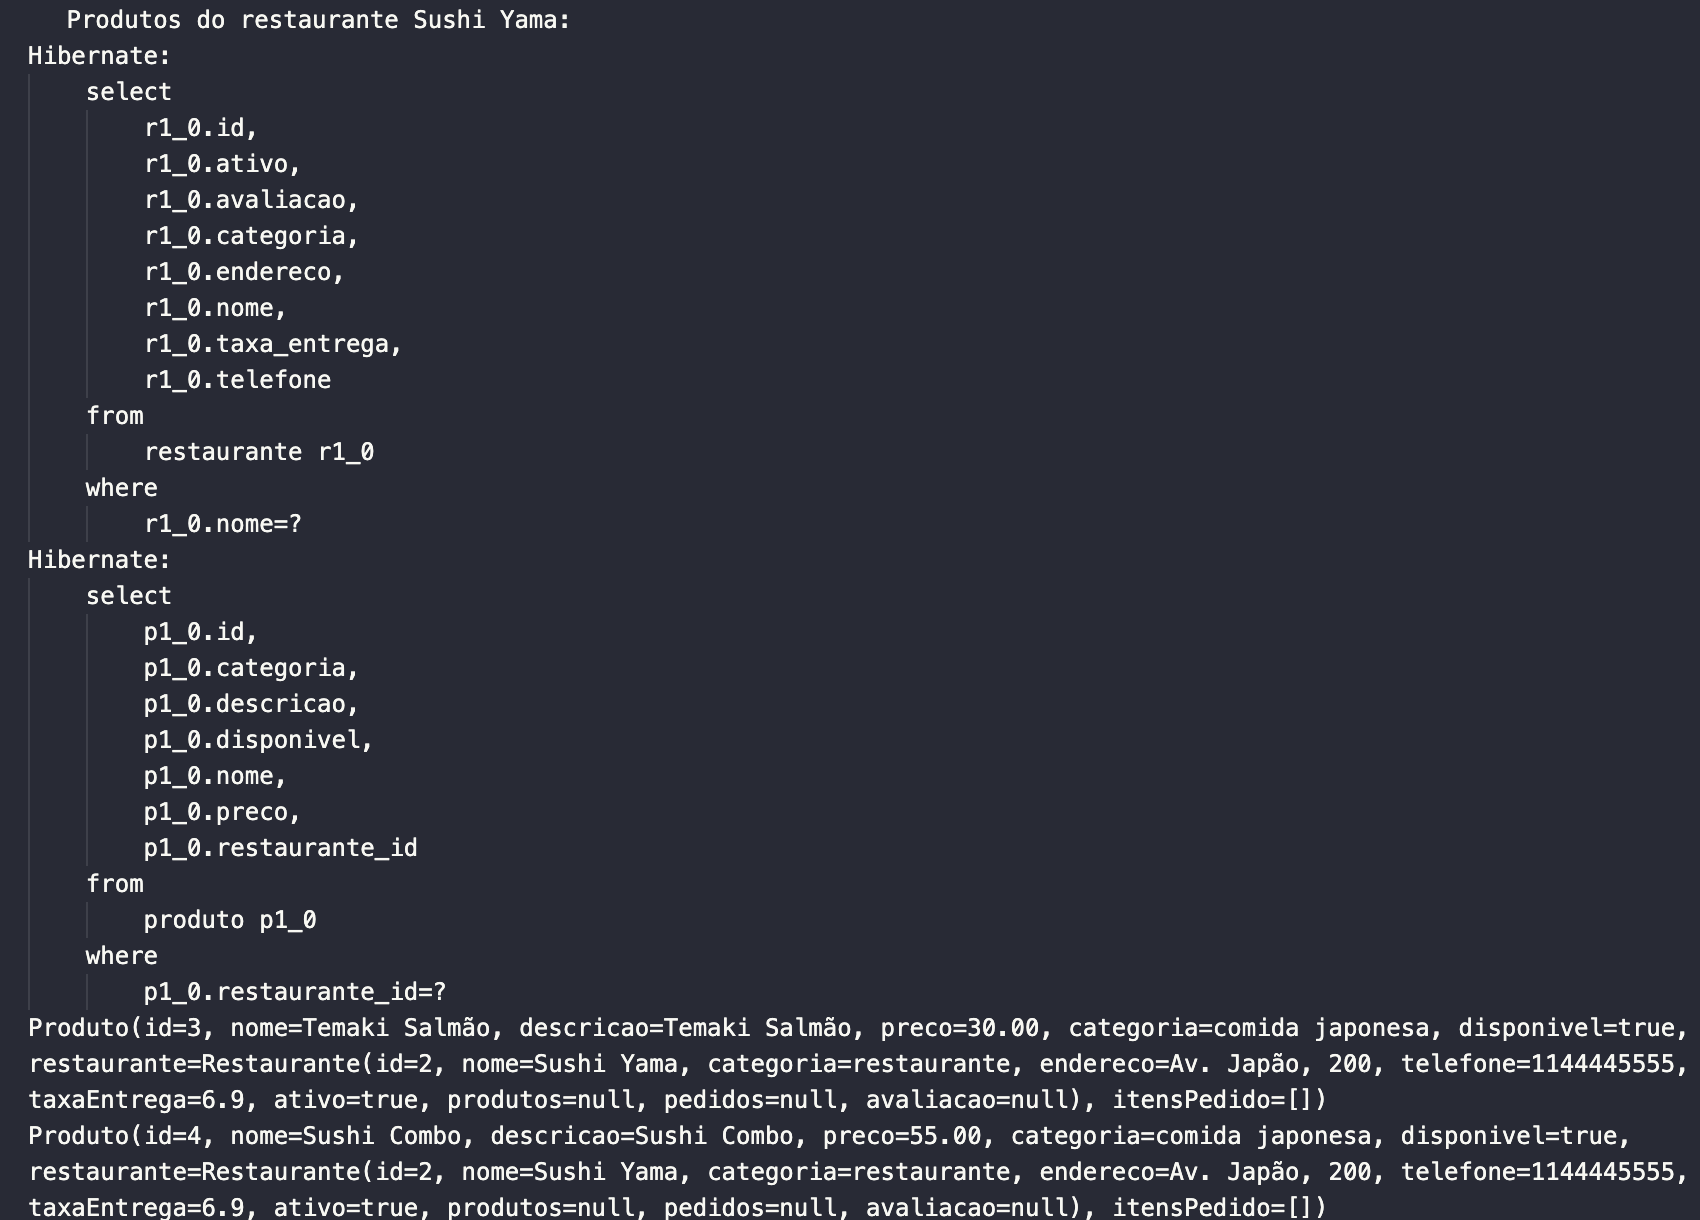 Produtos do restaurante Sushi Yama:
Hibernate:
select
r1_0.id,
r1_0.ativo,
r1_0.avaliacao,
r1_0.categoria,
r1_0.endereco,
r1_0.nome,
r1_0.taxa_entrega,
r1_0.telefone
from
restaurante r1_0
where
r1_0.nome=?
Hibernate:
select
p1_0.id,
p1_0.categoria,
p1_0.descricao,
p1_0.disponivel,
p1_0.nome,
p1_0.preco,
p1_0.restaurante_id
from
produto p1_0
where
p1_0.restaurante_id=?
Produto(id=3, nome=Temaki Salmão, descricao=Temaki Salmão, preco=30.00, categoria=comida japonesa, disponivel=true,
restaurante=Restaurante(id=2, nome=Sushi Yama, categoria=restaurante, endereco=Av. Japão, 200, telefone=1144445555,
taxaEntrega=6.9, ativo=true, produtos=null, pedidos=null, avaliacao=null), itensPedido=[])
Produto(id=4, nome=Sushi Combo, descricao=Sushi Combo, preco=55.00, categoria=comida japonesa, disponivel=true,
restaurante=Restaurante(id=2, nome=Sushi Yama, categoria=restaurante, endereco=Av. Japão, 200, telefone=1144445555,
taxaEntrega=6.9, ativo=true, produtos=null, pedidos=null, avaliacao=null), itensPedido=[])